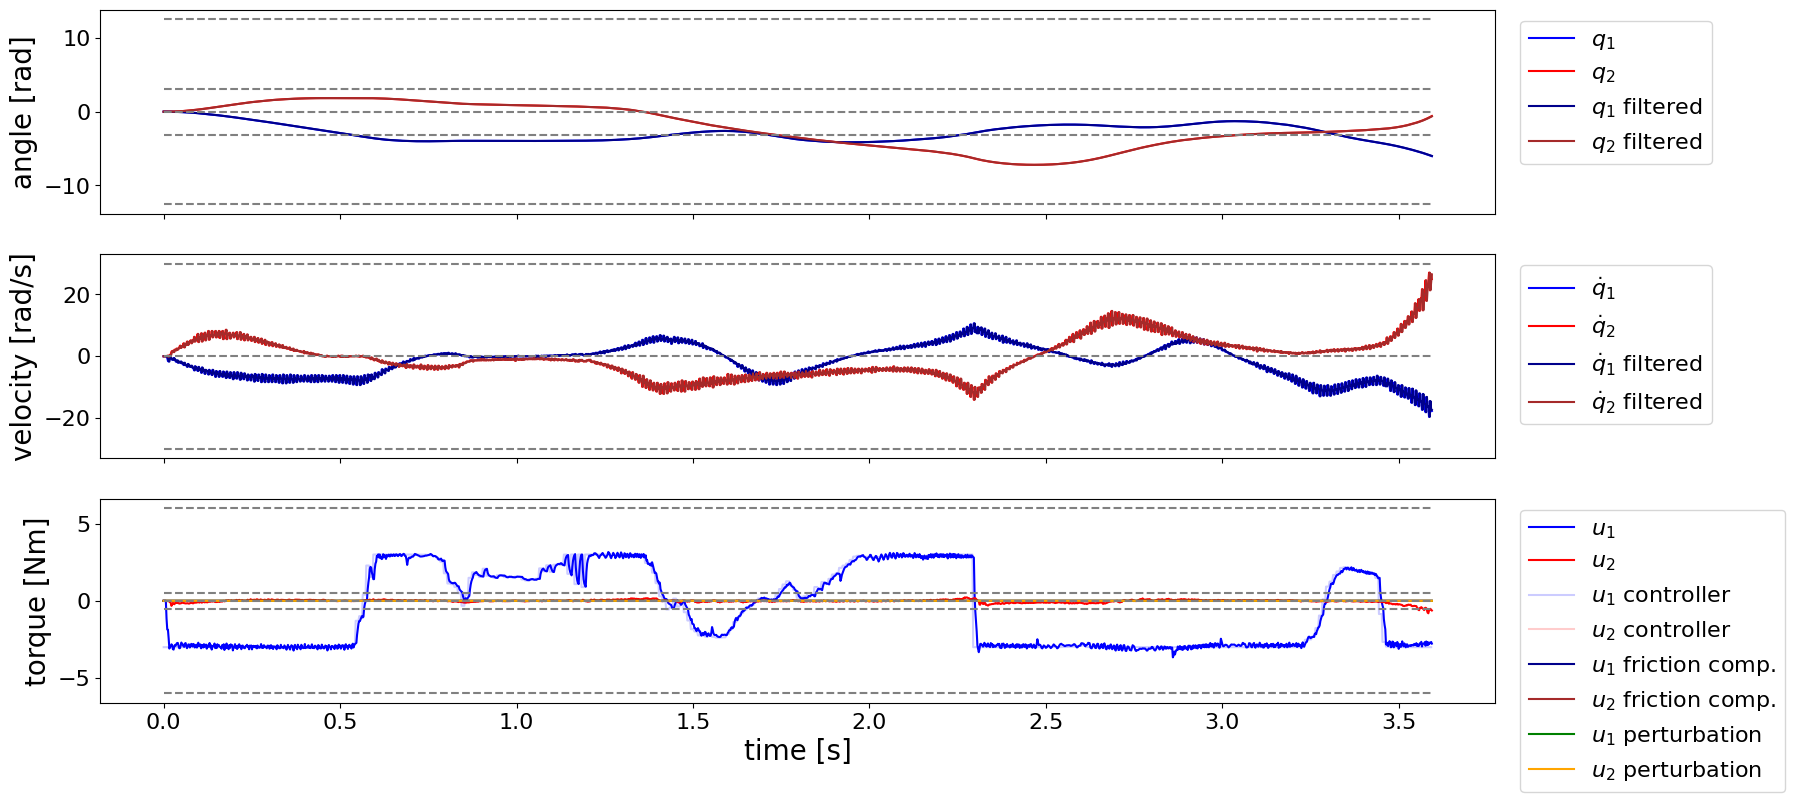 angle [rad]
10
0
−10
q₁
q₂
q₁ filtered
q₂ filtered
velocity [rad/s]
20
0
−20
q̇₁
q̇₂
q̇₁ filtered
q̇₂ filtered
torque [Nm]
5
0
−5
0.0 0.5 1.0 1.5 2.0 2.5 3.0 3.5
time [s]
u₁
u₂
u₁ controller
u₂ controller
u₁ friction comp.
u₂ friction comp.
u₁ perturbation
u₂ perturbation